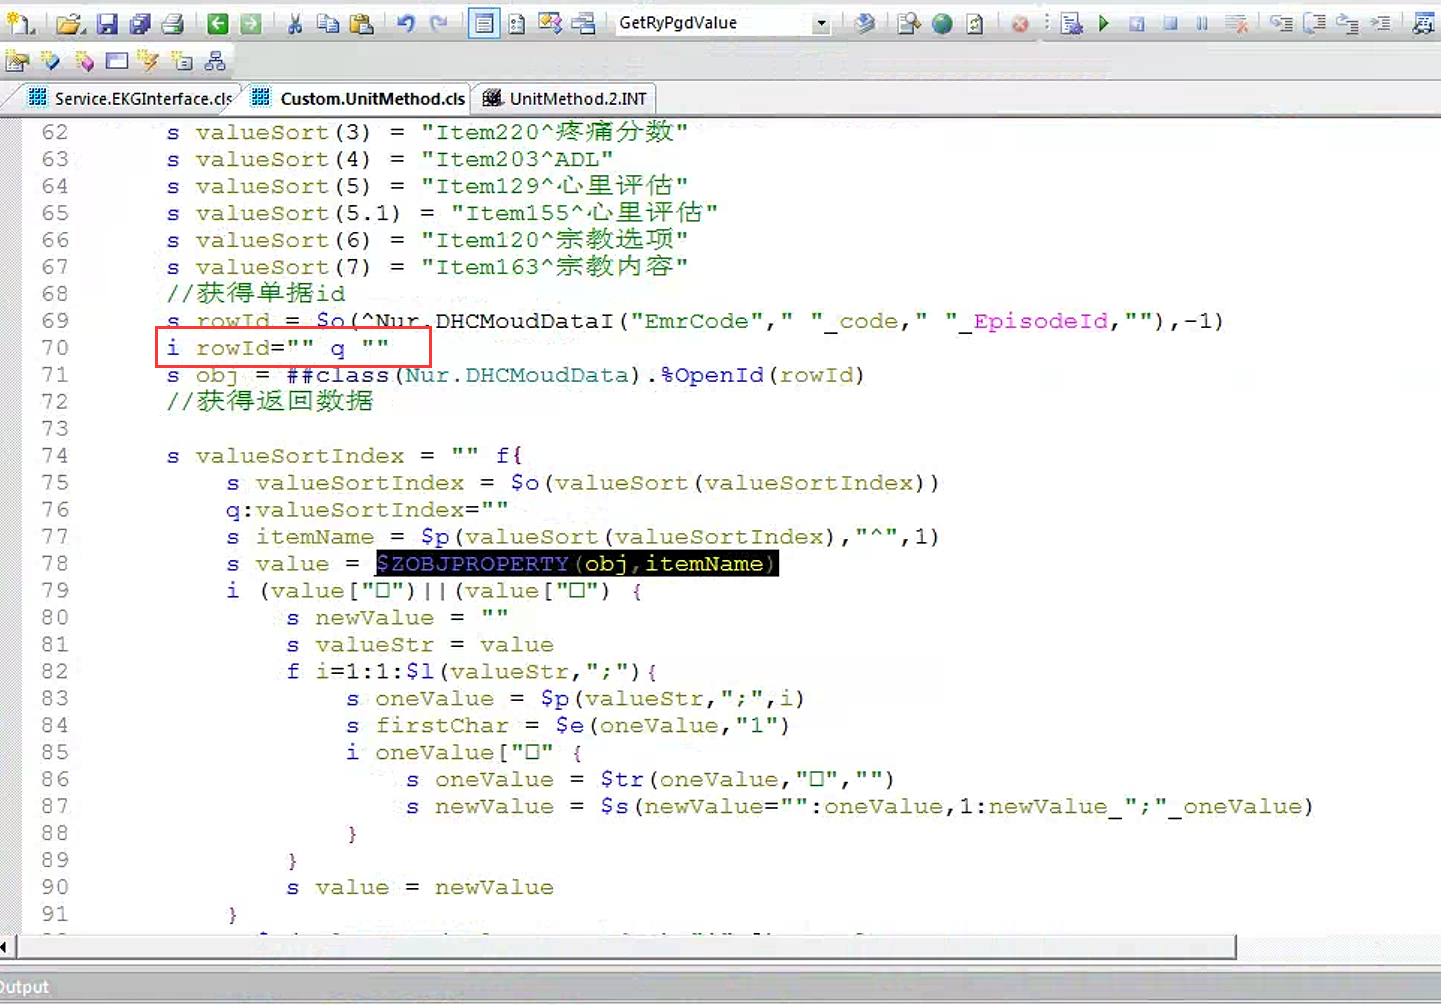 GetRyPgdValue
Service.EKGInterface.cls
Custom.UnitMethod.cls
UnitMethod.2.INT
62 s valueSort(3) = "Item220^疼痛分数"
63 s valueSort(4) = "Item203^ADL"
64 s valueSort(5) = "Item129^心里评估"
65 s valueSort(5.1) = "Item155^心里评估"
66 s valueSort(6) = "Item120^宗教选项"
67 s valueSort(7) = "Item163^宗教内容"
68 //获得单据id
69 s rowId = $o(^Nur.DHCMoudDataI("EmrCode"," "_code," "_EpisodeId,""),-1)
70 i rowId="" q ""
71 s obj = ##class(Nur.DHCMoudData).%OpenId(rowId)
72 //获得返回数据
73
74 s valueSortIndex = "" f{
75 s valueSortIndex = $o(valueSort(valueSortIndex))
76 q:valueSortIndex=""
77 s itemName = $p(valueSort(valueSortIndex),"^",1)
78 s value = $ZOBJPROPERTY(obj,itemName)
79 i (value["□")||(value["□") {
80 s newValue = ""
81 s valueStr = value
82 f i=1:1:$l(valueStr,";"){
83 s oneValue = $p(valueStr,";",i)
84 s firstChar = $e(oneValue,"1")
85 i oneValue["□" {
86 s oneValue = $tr(oneValue,"□","")
87 s newValue = $s(newValue="":oneValue,1:newValue_";"_oneValue)
88 }
89 }
90 s value = newValue
91 }
Output